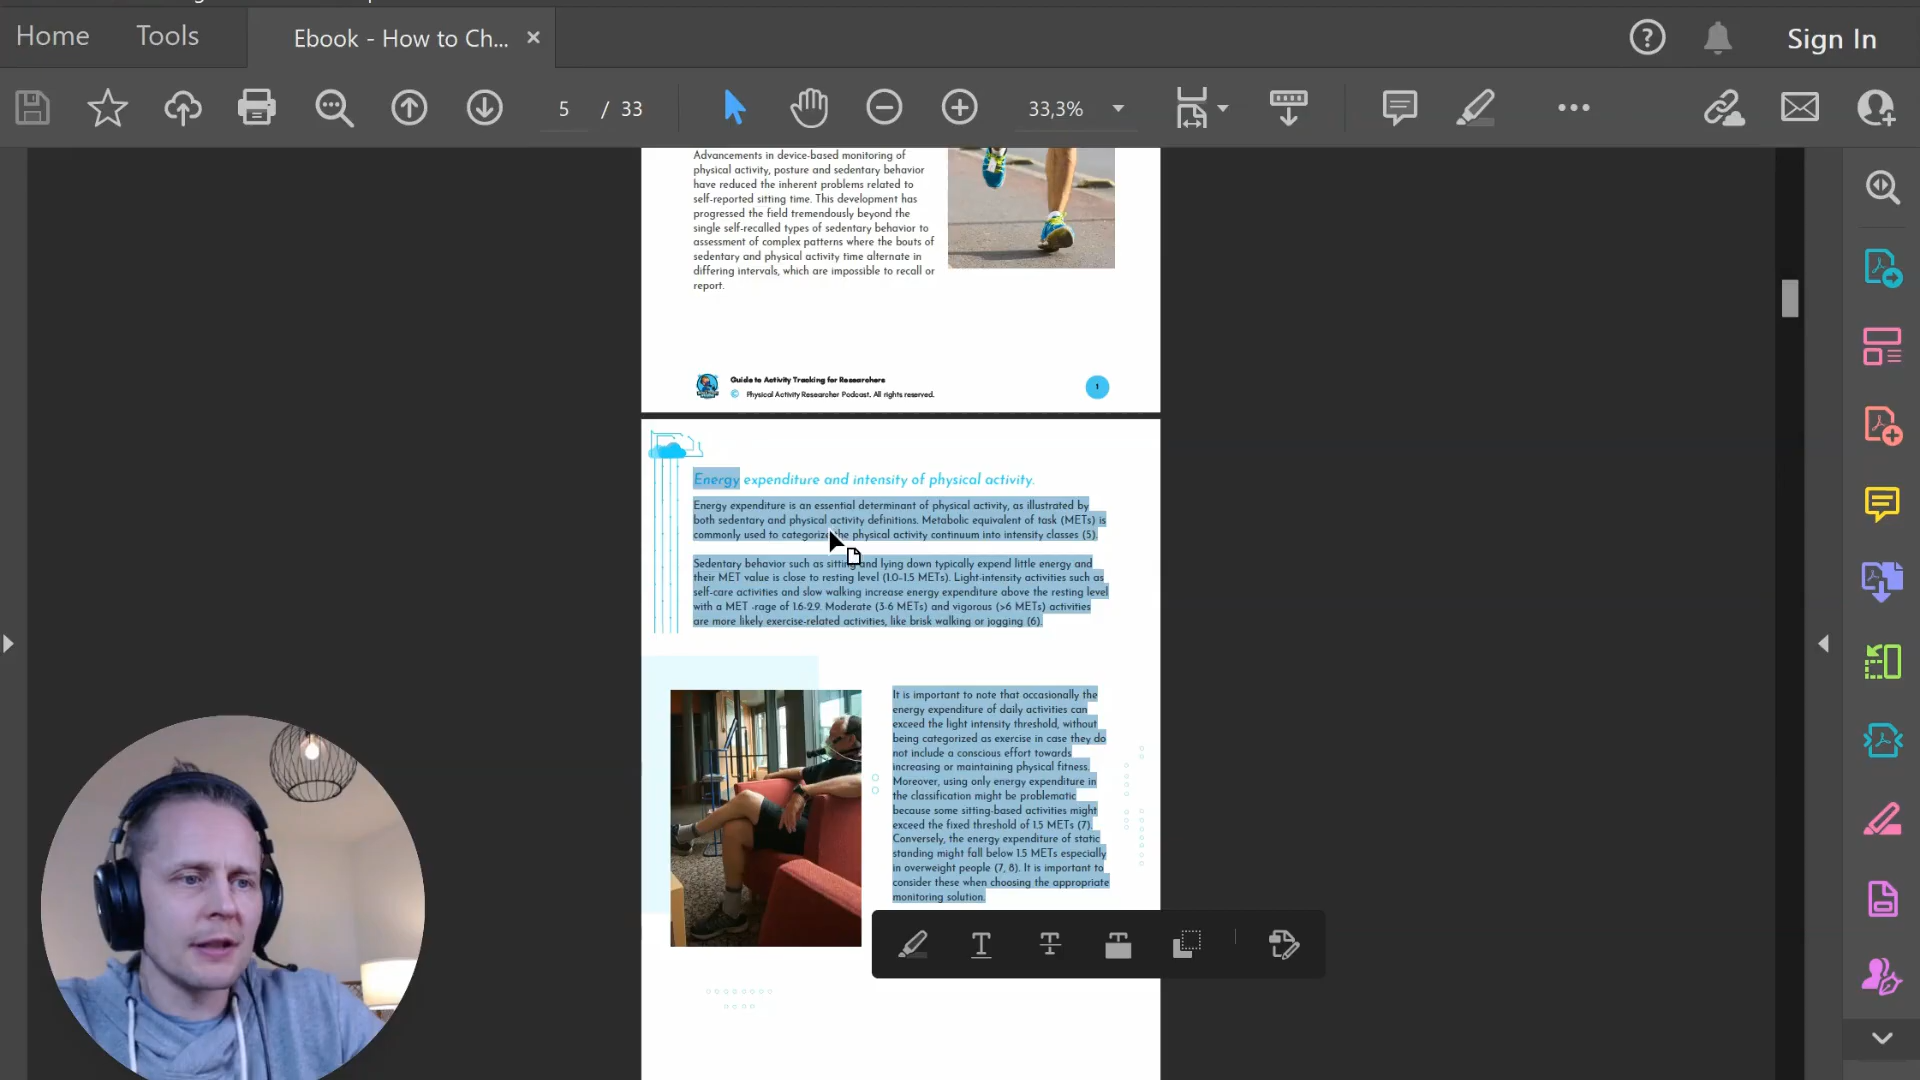 Home
Tools
Ebook - How to Ch...
Sign In
5 / 33
33,3%
Advancements in device-based monitoring of
physical activity, posture and sedentary behavior
have reduced the inherent problems related to
self-reported sitting time. This development has
progressed the field tremendously beyond the
single self-recalled types of sedentary behavior to
assessment of complex patterns where the bouts of
sedentary and physical activity time alternate in
differing intervals, which are impossible to recall or
report.
Guide to Activity Tracking for Researchers
© Physical Activity Researcher Podcast. All rights reserved.
1
Energy expenditure and intensity of physical activity.
Energy expenditure is an essential determinant of physical activity, as illustrated by
both sedentary and physical activity definitions. Metabolic equivalent of task (METs) is
commonly used to categorize the physical activity continuum into intensity classes (5).
Sedentary behavior such as sitting and lying down typically expend little energy and
their MET value is close to resting level (1.0-1.5 METs). Light-intensity activities such as
self-care activities and slow walking increase energy expenditure above the resting level
with a MET -rage of 1.6-2.9. Moderate (3-6 METs) and vigorous (>6 METs) activities
are more likely exercise-related activities, like brisk walking or jogging (6).
It is important to note that occasionally the
energy expenditure of daily activities can
exceed the light intensity threshold, without
being categorized as exercise in case they do
not include a conscious effort towards
increasing or maintaining physical fitness.
Moreover, using only energy expenditure in
the classification might be problematic
because some sitting-based activities might
exceed the fixed threshold of 1.5 METs (7).
Conversely, the energy expenditure of static
standing might fall below 1.5 METs especially
in overweight people (7, 8). It is important to
consider these when choosing the appropriate
monitoring solution.